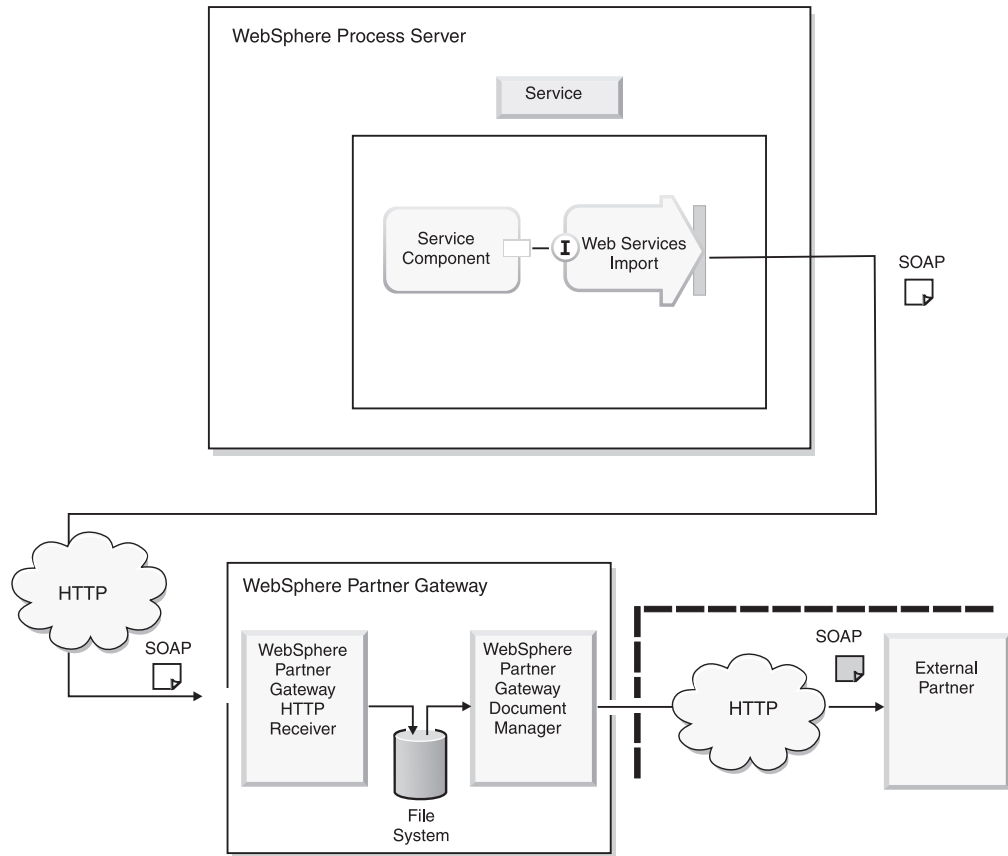 WebSphere Process Server
Service
Service
Component
I
Web Services
Import
SOAP
HTTP
SOAP
WebSphere Partner Gateway
WebSphere
Partner
Gateway
HTTP
Receiver
File
System
WebSphere
Partner
Gateway
Document
Manager
HTTP
SOAP
External
Partner